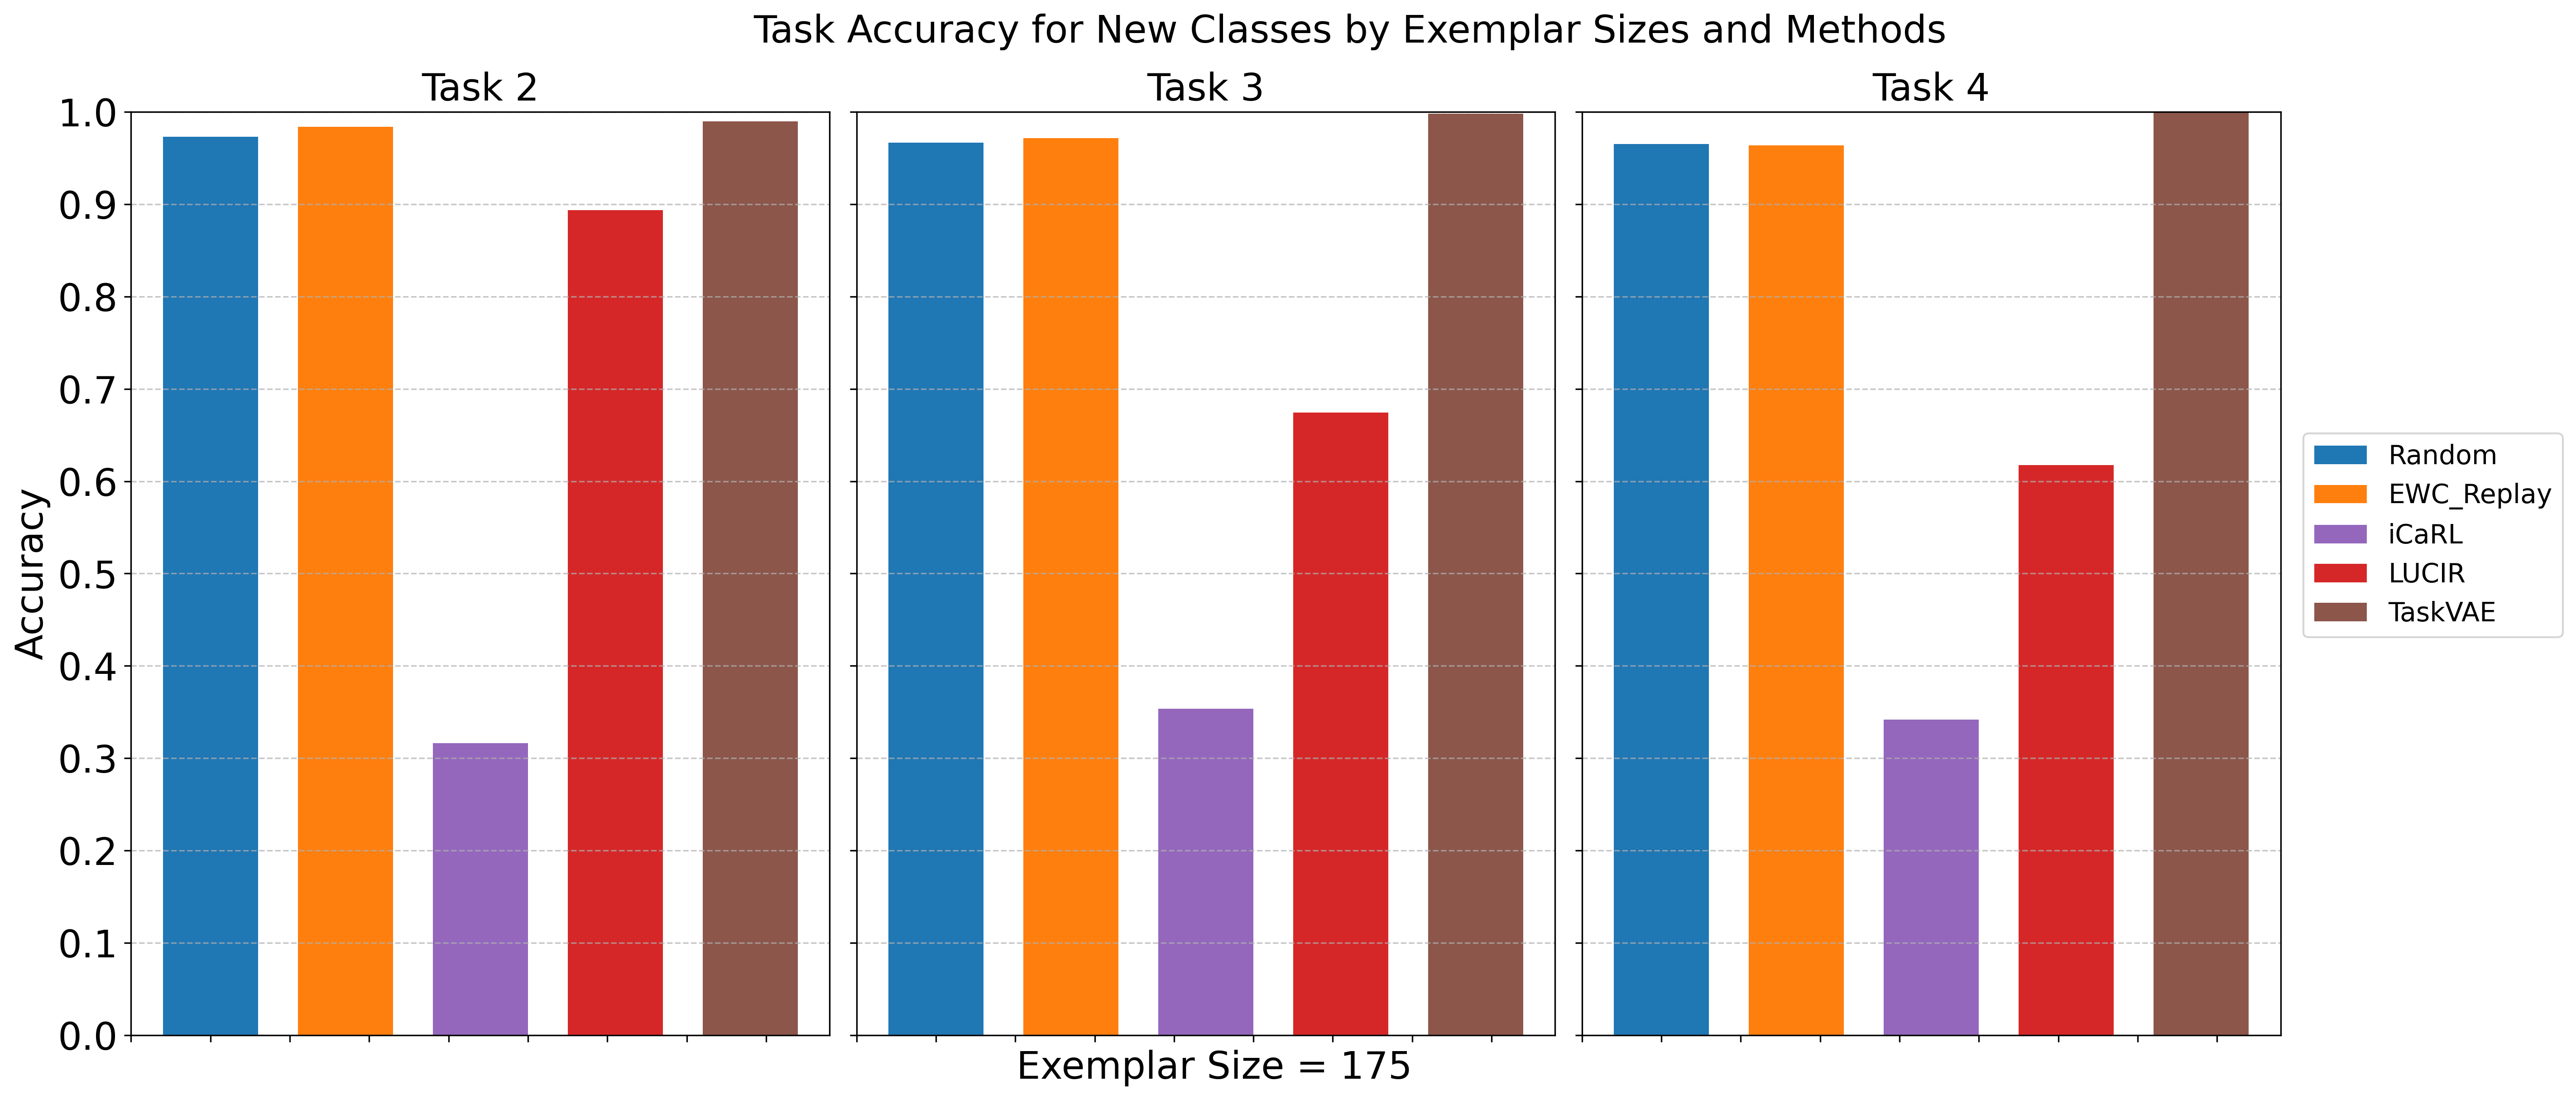 Task Accuracy for New Classes by Exemplar Sizes and Methods
Task 2
Task 3
Task 4
1.0
0.9
0.8
0.7
0.6
0.5
0.4
0.3
0.2
0.1
0.0
Accuracy
Exemplar Size = 175
Random
EWC_Replay
iCaRL
LUCIR
TaskVAE